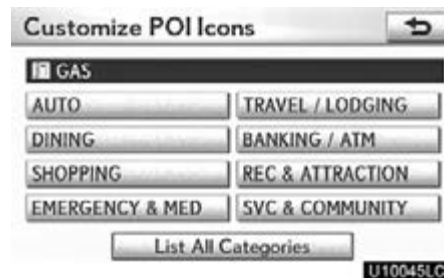 Customize POI Icons
GAS
AUTO
TRAVEL / LODGING
DINING
BANKING / ATM
SHOPPING
REC & ATTRACTION
EMERGENCY & MED
SVC & COMMUNITY
List All Categories
U10045LC